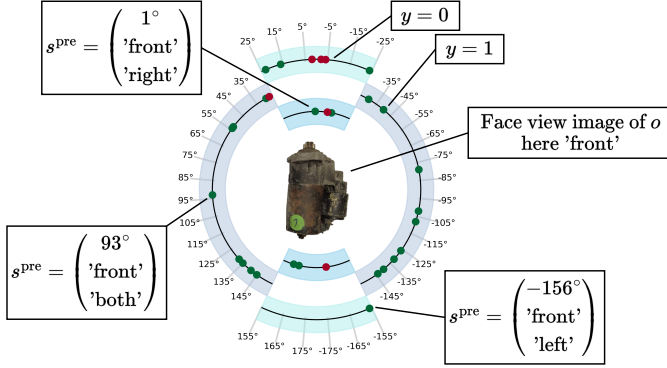 s^pre = (1° 'front' 'right')
y = 0
y = 1
Face view image of o
here 'front'
s^pre = (93° 'front' 'both')
s^pre = (−156° 'front' 'left')
5° -5°
15° -15°
25° -25°
35° -35°
45° -45°
55° -55°
65° -65°
75° -75°
85° -85°
95° -95°
105° -105°
115° -115°
125° -125°
135° -135°
145° -145°
155° -155°
165° -165°
175° -175°